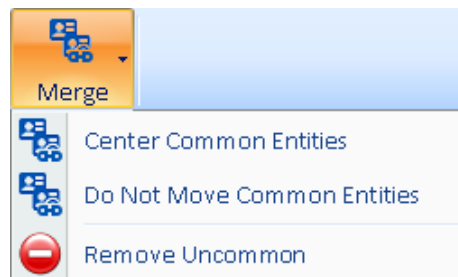 Merge
Center Common Entities
Do Not Move Common Entities
Remove Uncommon